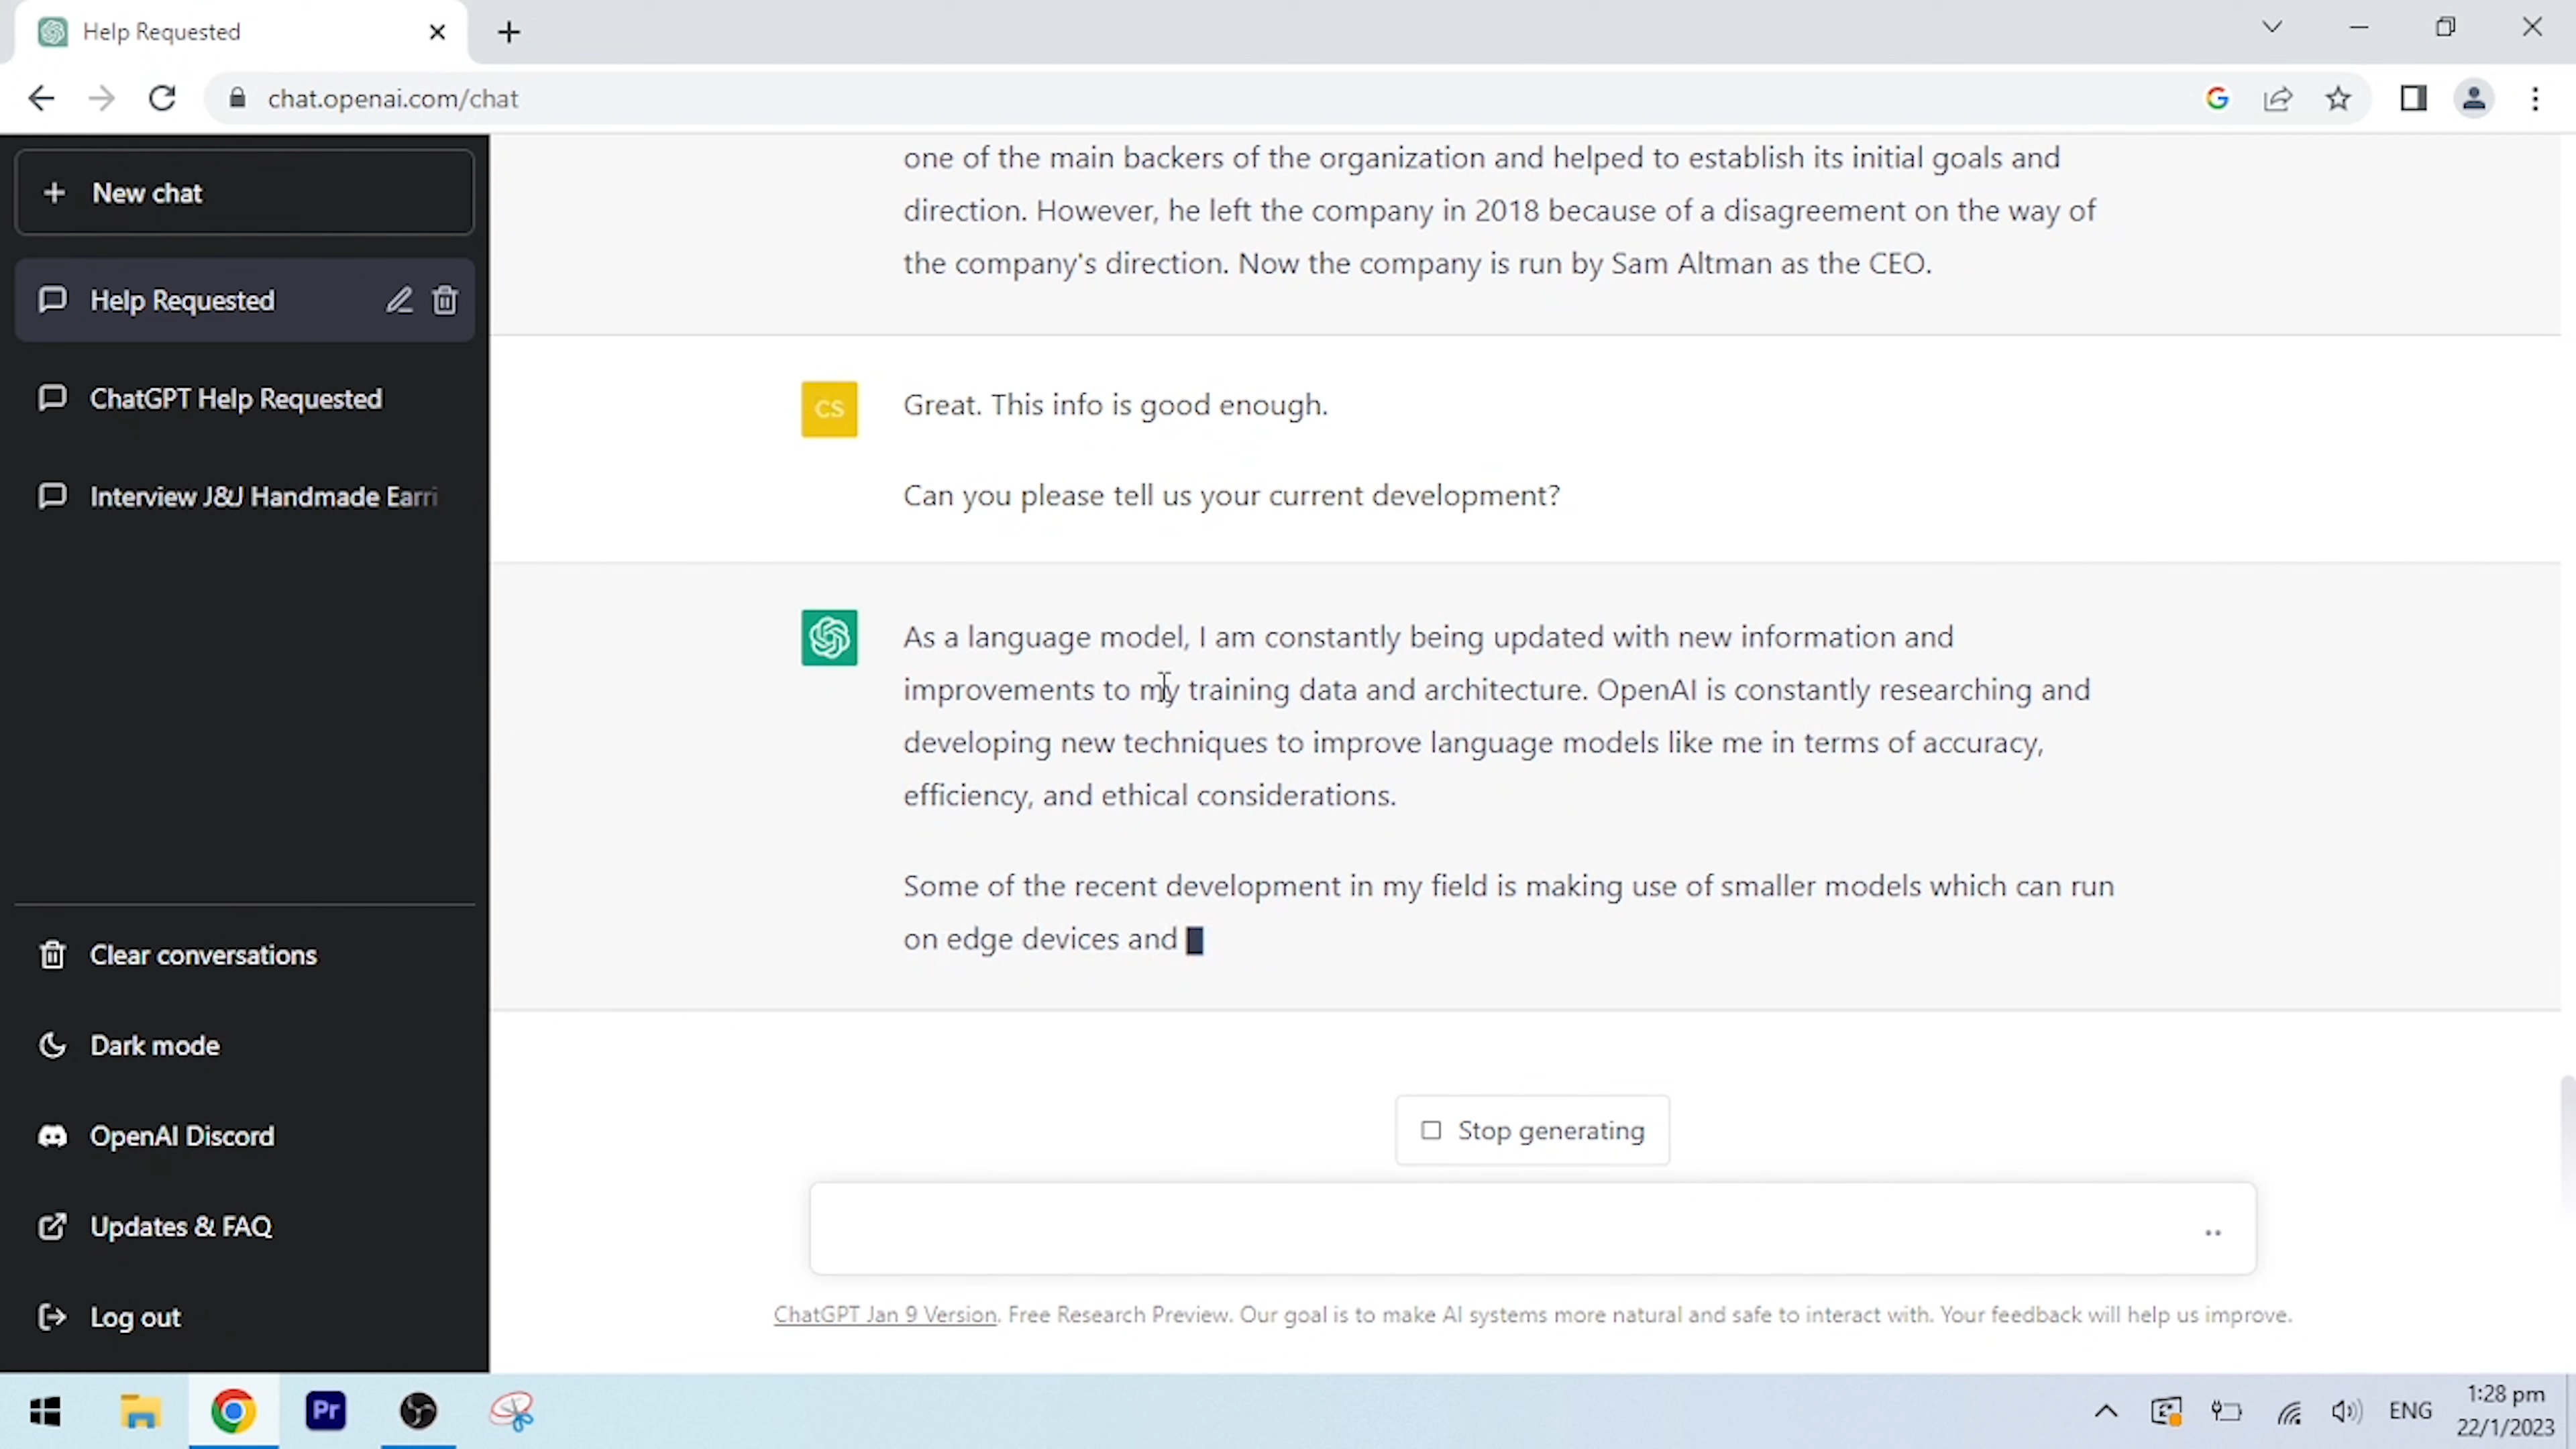 Help Requested
chat.openai.com/chat
New chat
Help Requested
ChatGPT Help Requested
Interview J&J Handmade Earri
Clear conversations
Dark mode
OpenAI Discord
Updates & FAQ
Log out
one of the main backers of the organization and helped to establish its initial goals and
direction. However, he left the company in 2018 because of a disagreement on the way of
the company's direction. Now the company is run by Sam Altman as the CEO.
CS
Great. This info is good enough.
Can you please tell us your current development?
As a language model, I am constantly being updated with new information and
improvements to my training data and architecture. OpenAI is constantly researching and
developing new techniques to improve language models like me in terms of accuracy,
efficiency, and ethical considerations.
Some of the recent development in my field is making use of smaller models which can run
on edge devices and
Stop generating
ChatGPT Jan 9 Version. Free Research Preview. Our goal is to make AI systems more natural and safe to interact with. Your feedback will help us improve.
Pr
ENG
1:28 pm
22/1/2023